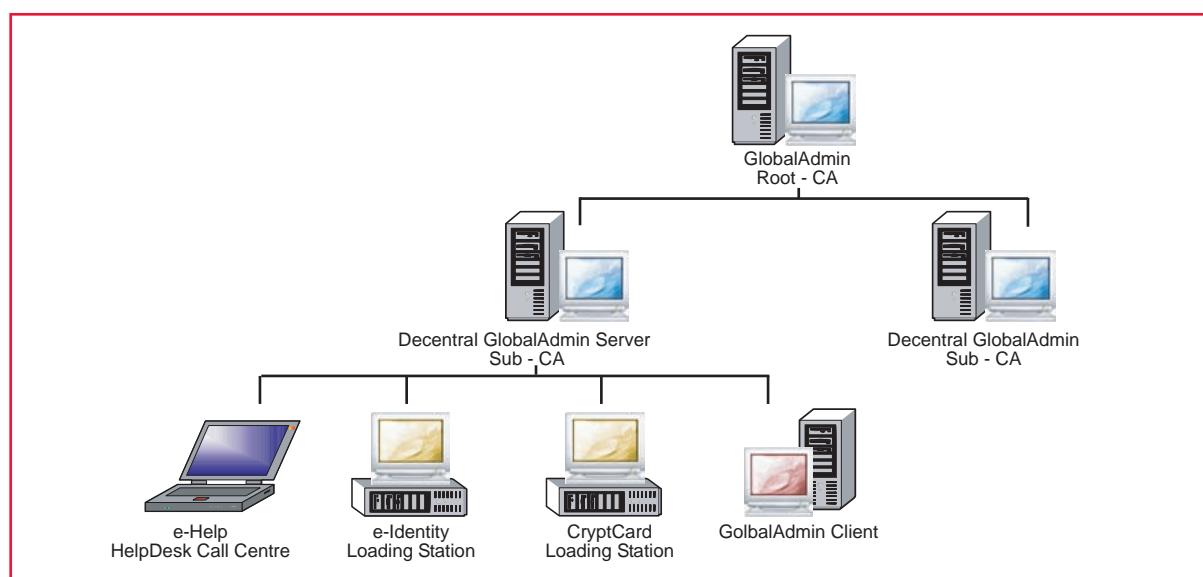 GlobalAdmin
Root - CA
Decentral GlobalAdmin Server
Sub - CA
Decentral GlobalAdmin
Sub - CA
e-Help
HelpDesk Call Centre
e-Identity
Loading Station
CryptCard
Loading Station
GolbalAdmin Client